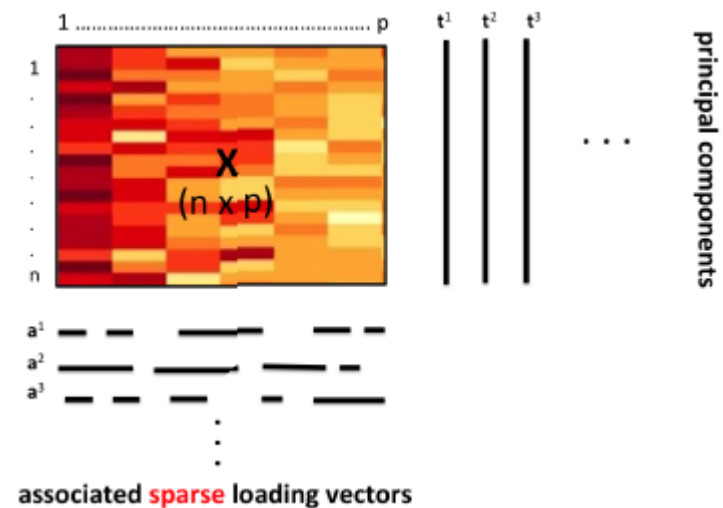 1 ............................................................ p
t¹ t² t³
1
.
.
.
.
.
.
n
X
(n x p)
. . .
principal components
a¹
a²
a³
.
.
.
associated sparse loading vectors